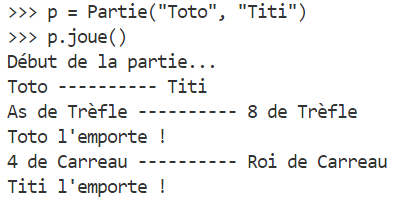 >>> p = Partie("Toto", "Titi")
>>> p.joue()
Début de la partie...
Toto ---------- Titi
As de Trèfle ---------- 8 de Trèfle
Toto l'emporte !
4 de Carreau ---------- Roi de Carreau
Titi l'emporte !